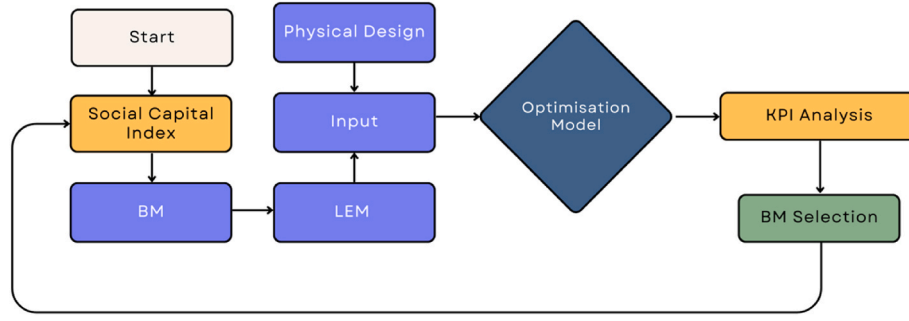 Start
Social Capital
Index
BM
Physical Design
Input
LEM
Optimisation
Model
KPI Analysis
BM Selection